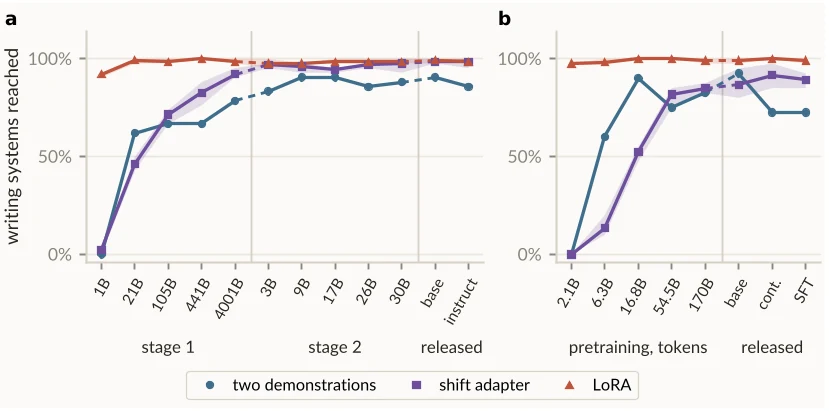 a
b
writing systems reached
100%
50%
0%
1B
21B
105B
441B
4001B
3B
9B
17B
26B
30B
base
instruct
stage 1
stage 2
released
100%
50%
0%
2.1B
6.3B
16.8B
54.5B
170B
base
cont.
SFT
pretraining, tokens
released
two demonstrations
shift adapter
LoRA